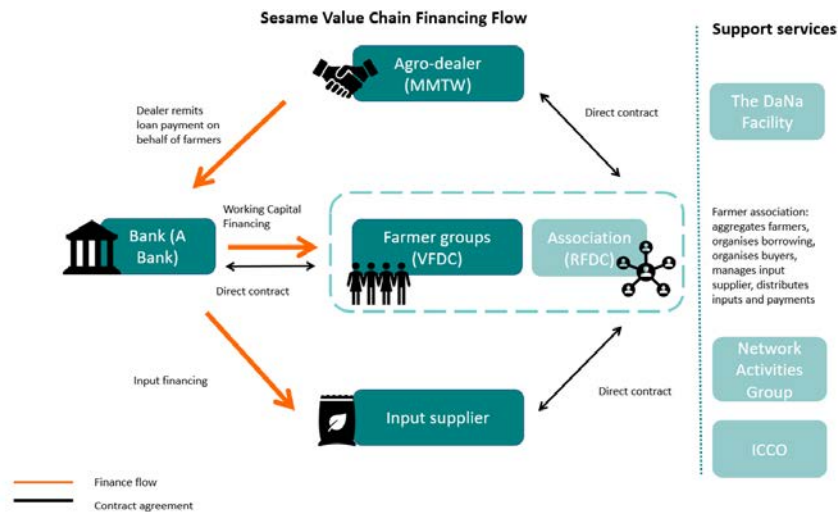 Sesame Value Chain Financing Flow
Support services
Agro-dealer
(MMTW)
The DaNa
Facility
Dealer remits
loan payment on
behalf of farmers
Direct contract
Working Capital
Financing
Bank (A
Bank)
Farmer groups
(VFDC)
Association
(RFDC)
Direct contract
Farmer association:
aggregates farmers,
organises borrowing,
organises buyers,
manages input
supplier, distributes
inputs and payments
Input financing
Direct contract
Network
Activities
Group
Input supplier
ICCO
Finance flow
Contract agreement